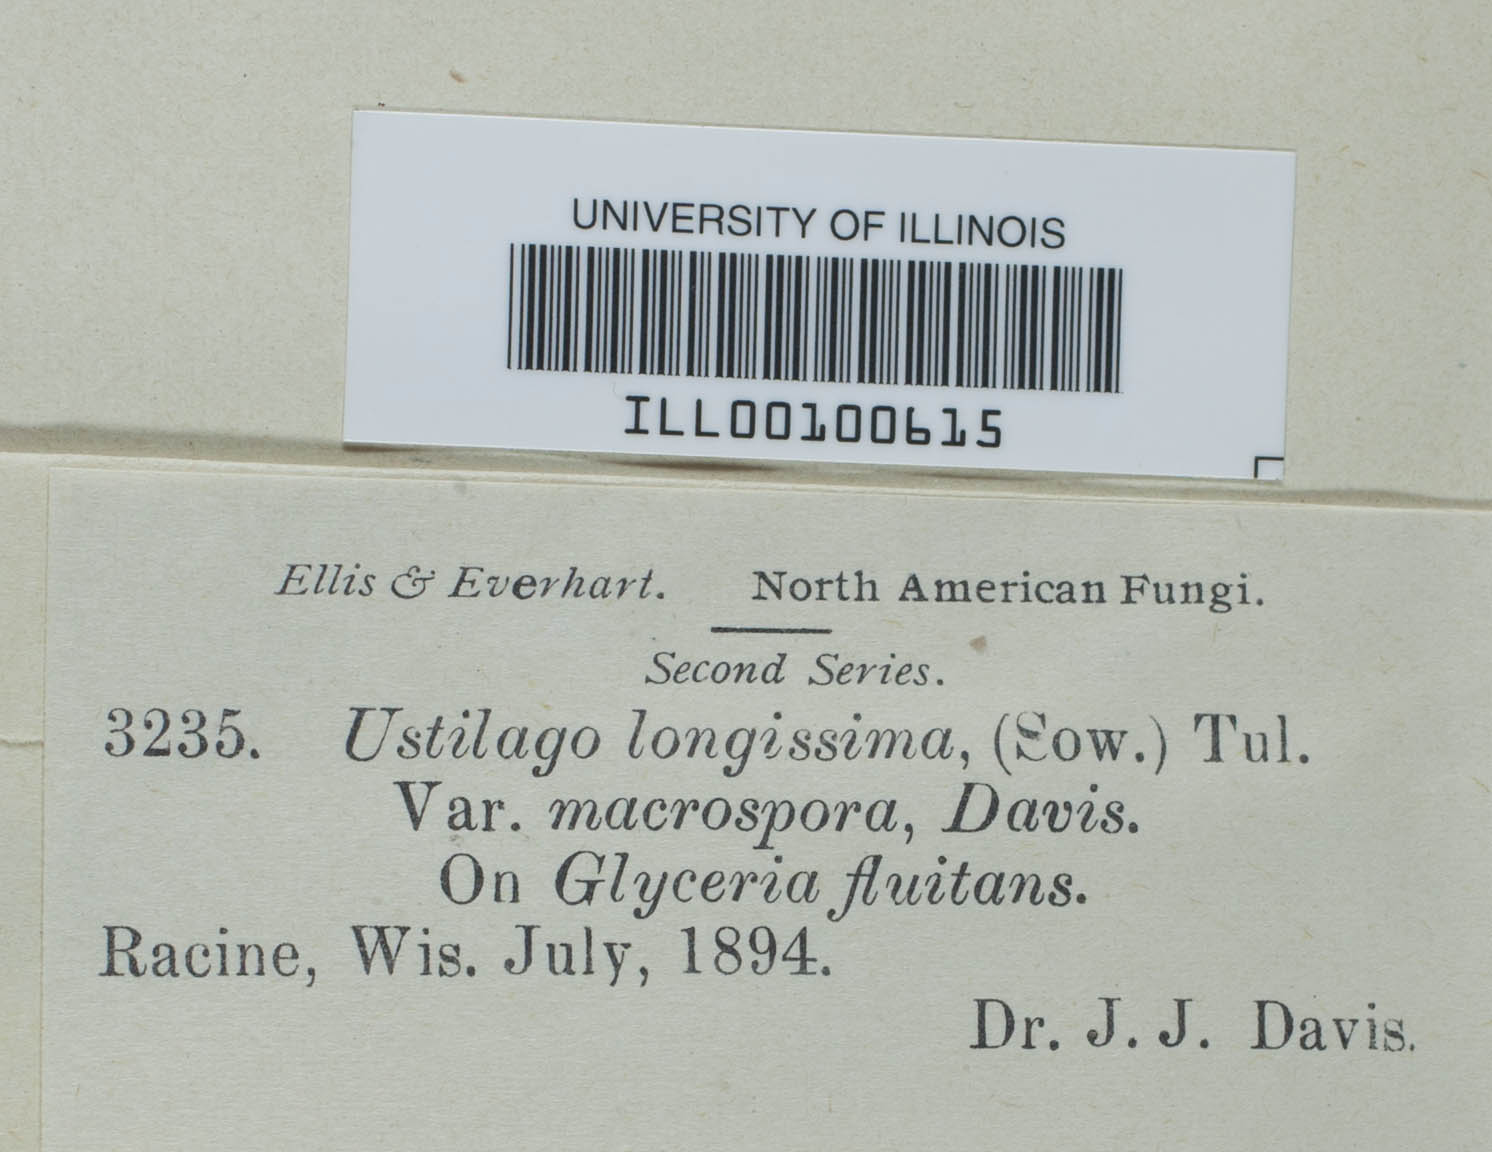 UNIVERSITY OF ILLINOIS
ILL00100615
Ellis & Everhart. North American Fungi.
Second Series.
3235. Ustilago longissima, (Sow.) Tul.
Var. macrospora, Davis.
On Glyceria fluitans.
Racine, Wis. July, 1894.
Dr. J. J. Davis.